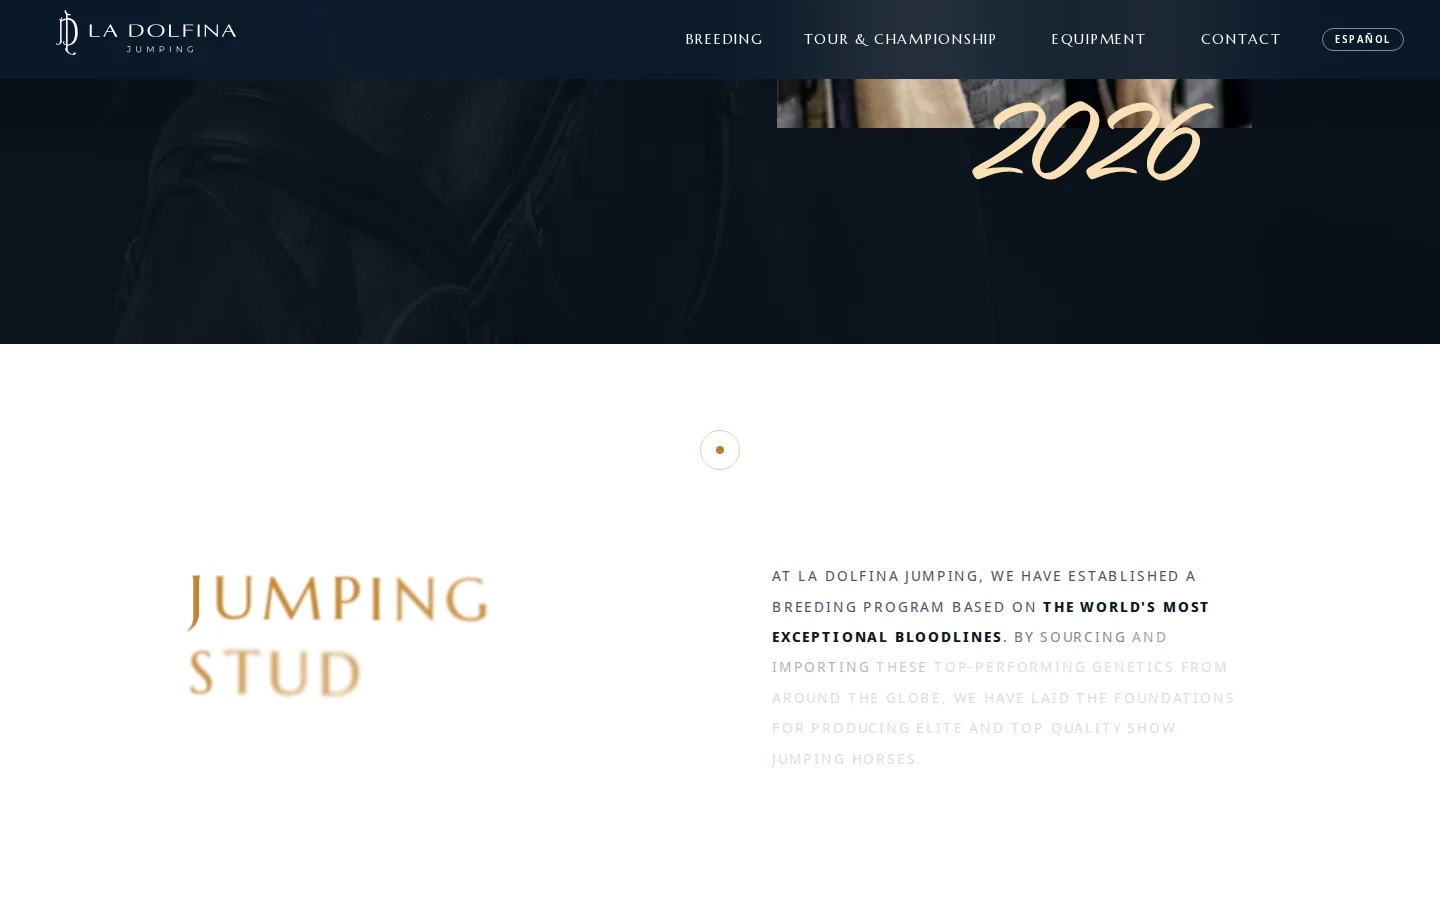 LA DOLFINA
JUMPING
BREEDING
TOUR & CHAMPIONSHIP
EQUIPMENT
CONTACT
ESPAÑOL
2026
JUMPING
STUD
AT LA DOLFINA JUMPING, WE HAVE ESTABLISHED A
BREEDING PROGRAM BASED ON THE WORLD'S MOST
EXCEPTIONAL BLOODLINES. BY SOURCING AND
IMPORTING THESE TOP-PERFORMING GENETICS FROM
AROUND THE GLOBE, WE HAVE LAID THE FOUNDATIONS
FOR PRODUCING ELITE AND TOP QUALITY SHOW
JUMPING HORSES.